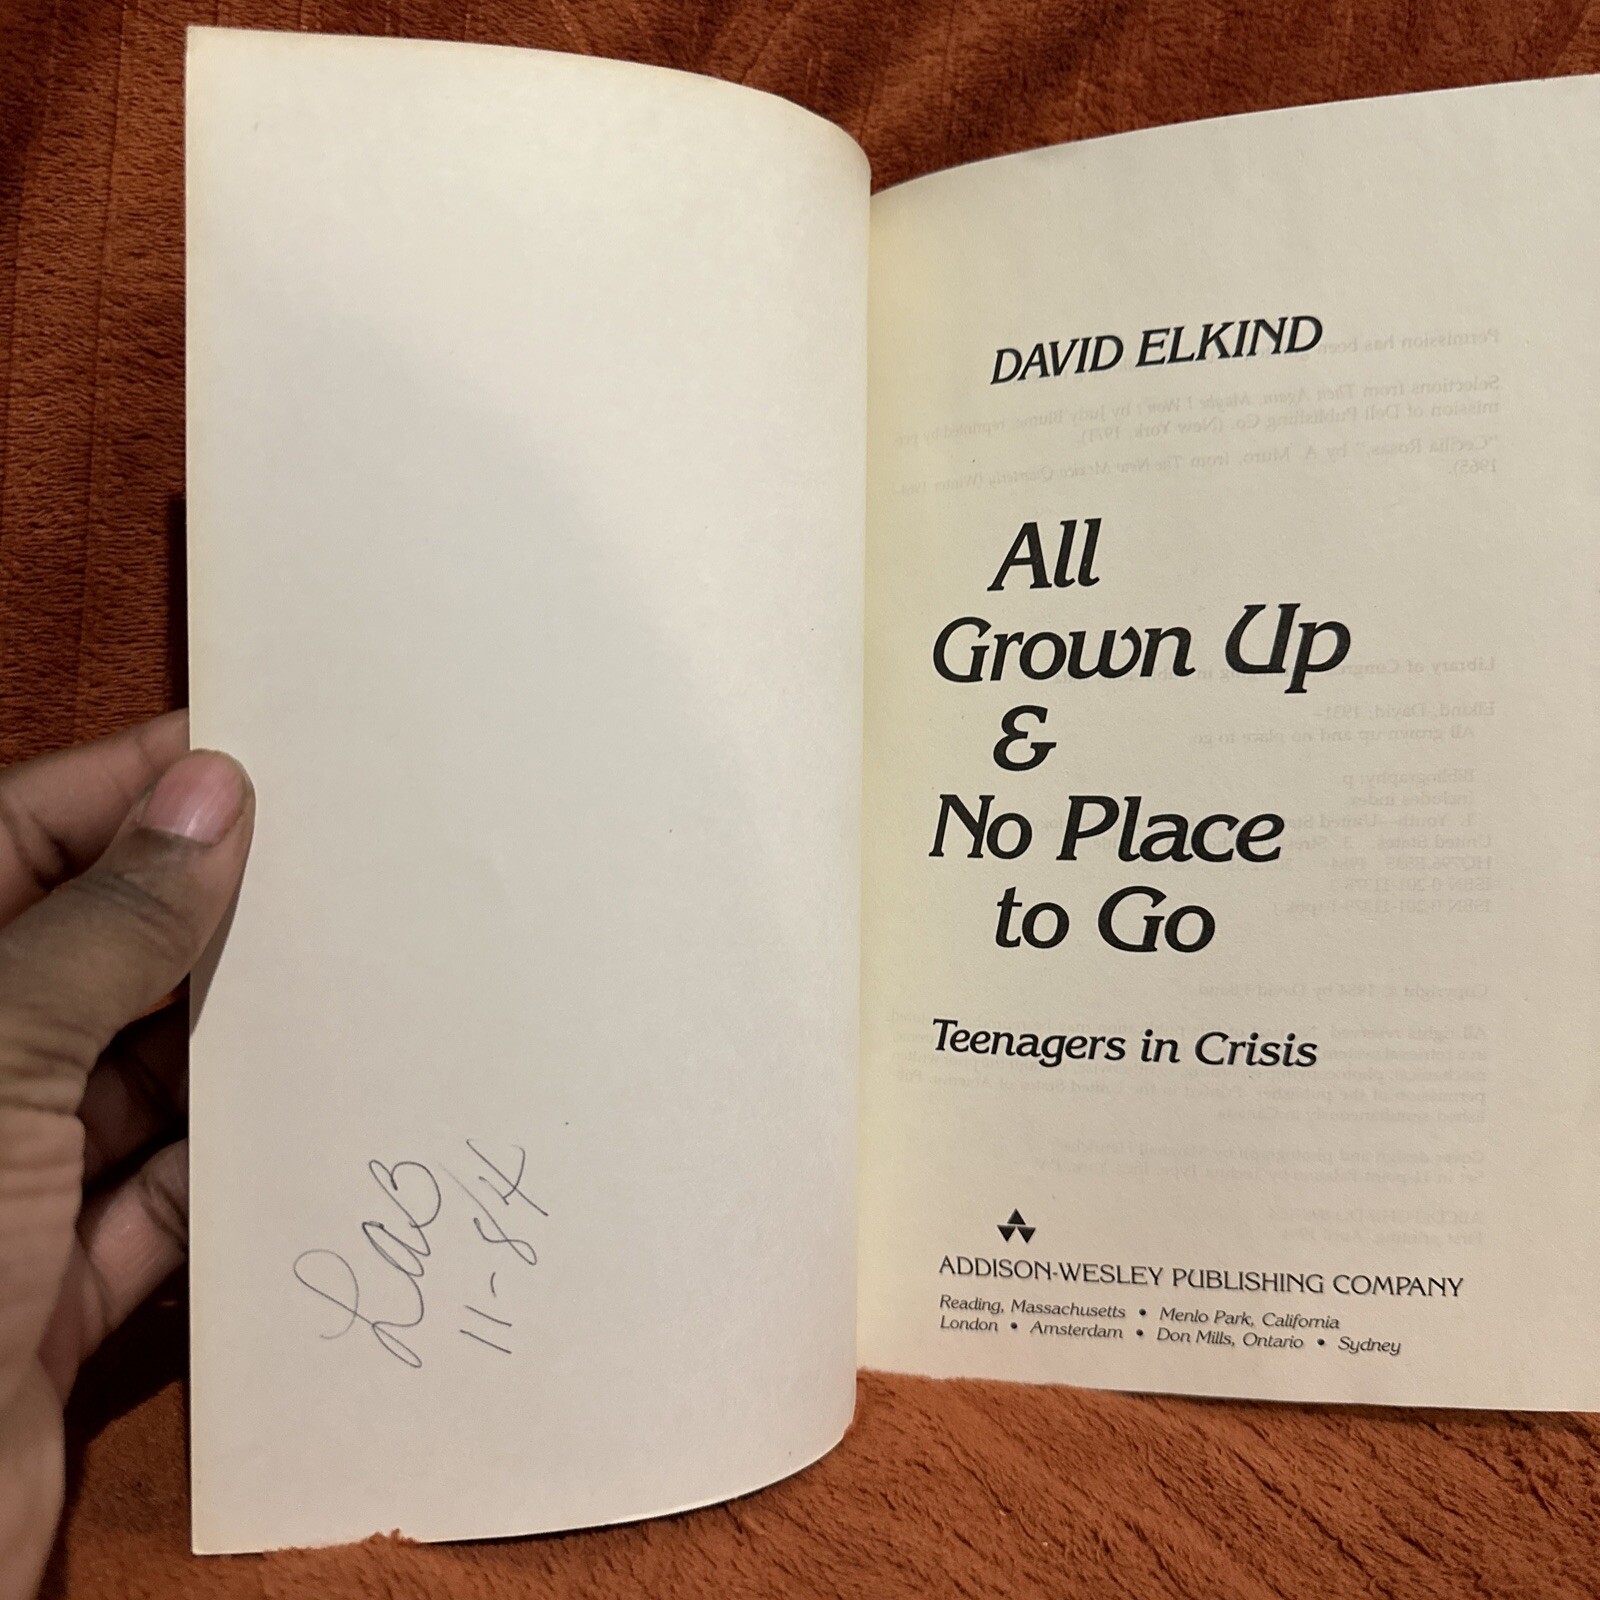 LaB
11-84
DAVID ELKIND
All
Grown Up
&
No Place
to Go
Teenagers in Crisis
ADDISON-WESLEY PUBLISHING COMPANY
Reading, Massachusetts • Menlo Park, California
London • Amsterdam • Don Mills, Ontario • Sydney